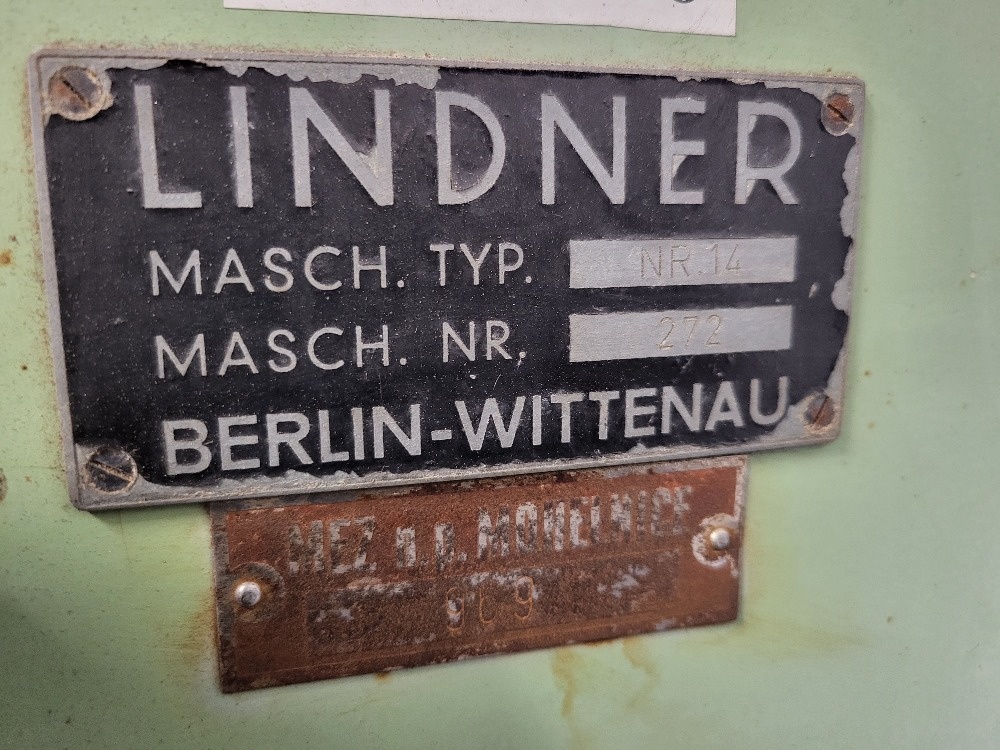 LINDNER
MASCH. TYP. NR.14
MASCH. NR. 272
BERLIN-WITTENAU
MEZ n.p. MOHELNICE
909